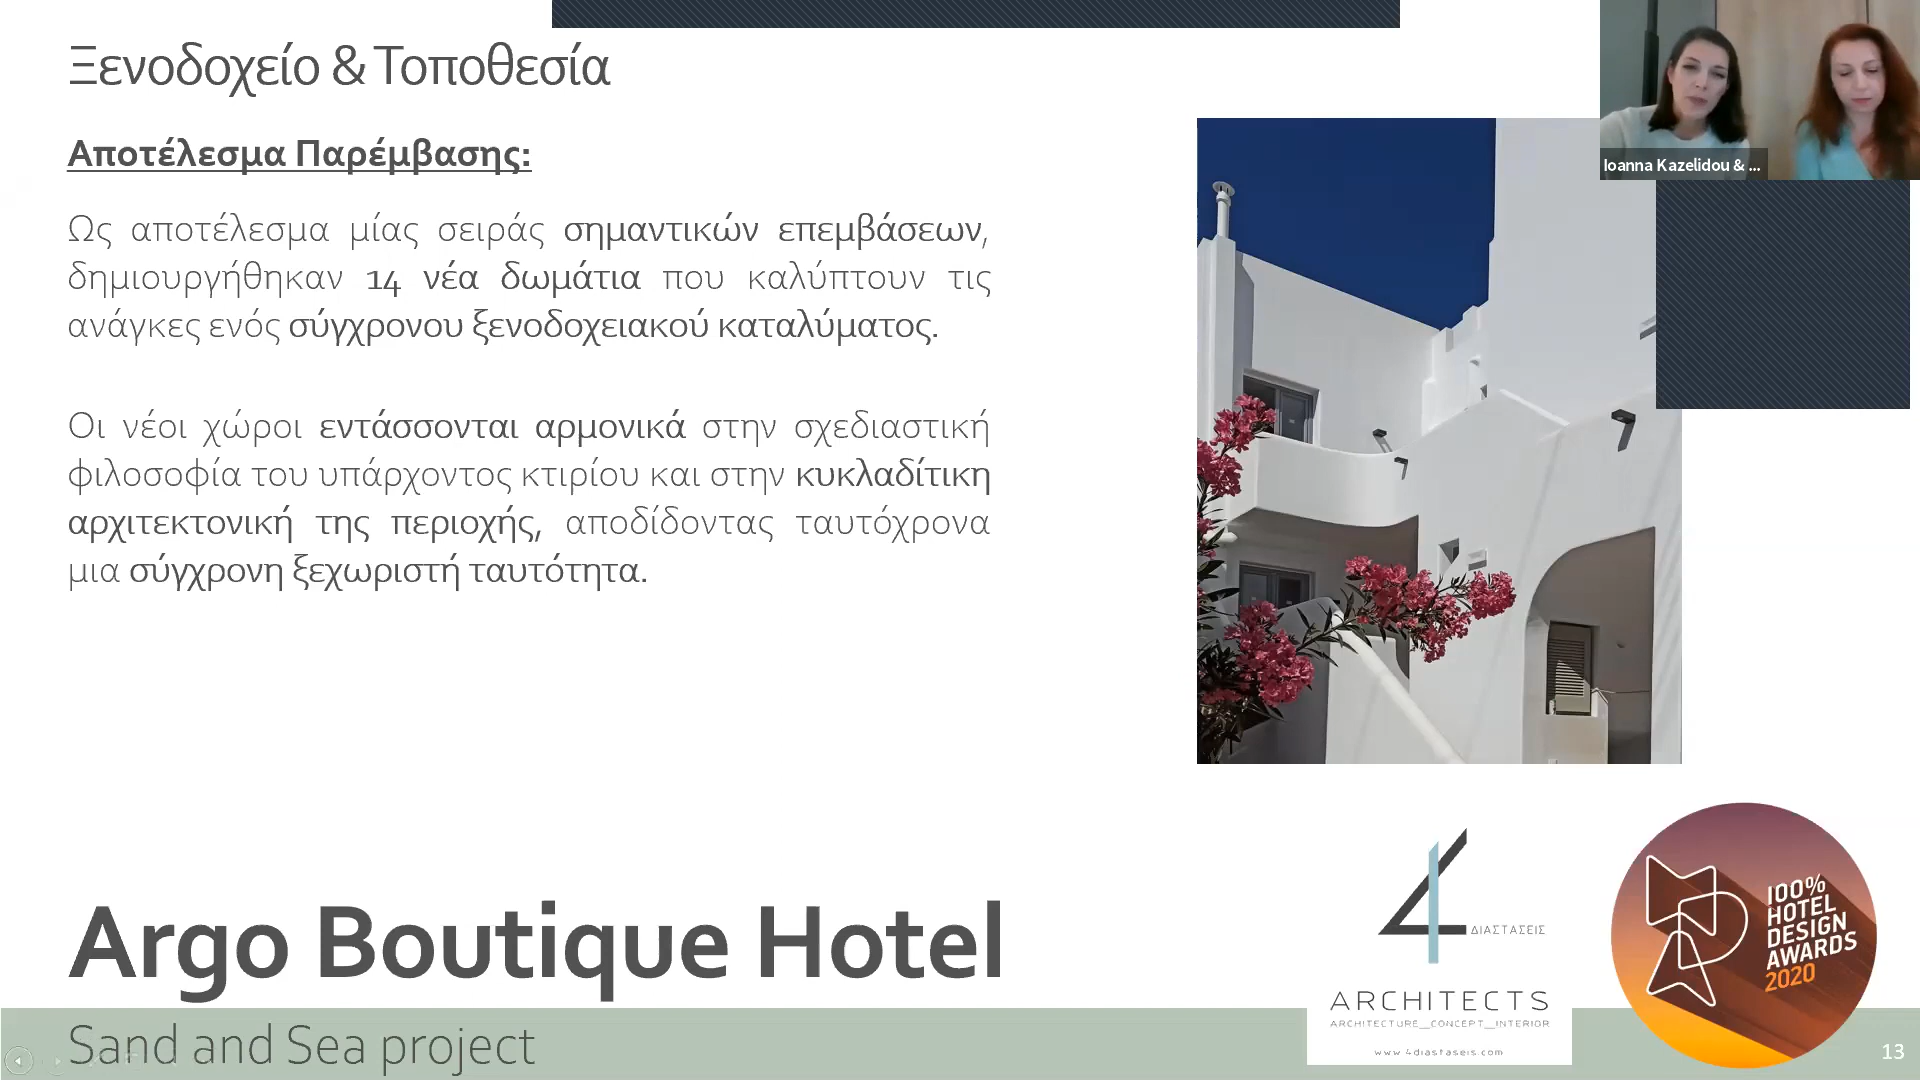 Ξενοδοχείο & Τοποθεσία
Αποτέλεσμα Παρέμβασης:
Ως αποτέλεσμα μίας σειράς σημαντικών επεμβάσεων,
δημιουργήθηκαν 14 νέα δωμάτια που καλύπτουν τις
ανάγκες ενός σύγχρονου ξενοδοχειακού καταλύματος.
Οι νέοι χώροι εντάσσονται αρμονικά στην σχεδιαστική
φιλοσοφία του υπάρχοντος κτιρίου και στην κυκλαδίτικη
αρχιτεκτονική της περιοχής, αποδίδοντας ταυτόχρονα
μια σύγχρονη ξεχωριστή ταυτότητα.
Ioanna Kazelidou & ...
Argo Boutique Hotel
Sand and Sea project
4 ΔΙΑΣΤΑΣΕΙΣ
ARCHITECTS
ARCHITECTURE_CONCEPT_INTERIOR
www.4diastaseis.com
100%
HOTEL
DESIGN
AWARDS
2020
13